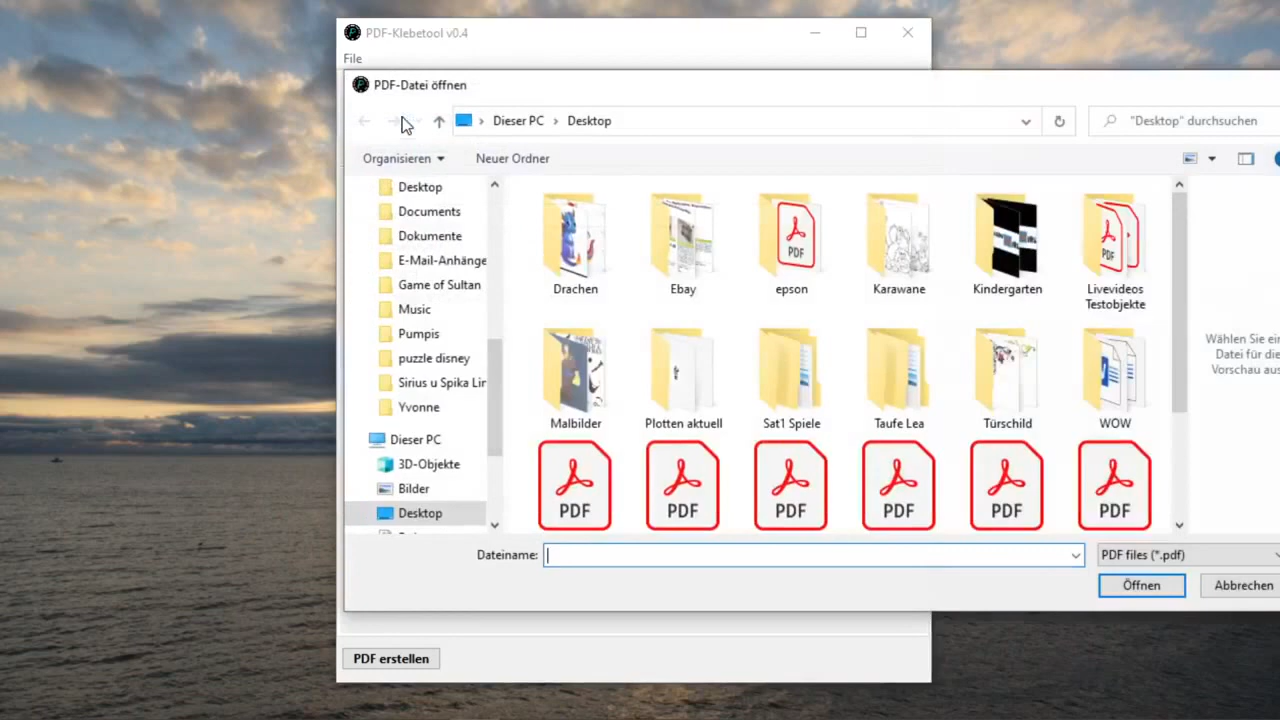 PDF-Klebetool v0.4
File
PDF-Datei öffnen
Dieser PC
Desktop
"Desktop" durchsuchen
Organisieren
Neuer Ordner
Desktop
Documents
Dokumente
E-Mail-Anhänge
Game of Sultan
Music
Pumpis
puzzle disney
Sirius u Spika Lin
Yvonne
Dieser PC
3D-Objekte
Bilder
Desktop
PDF
PDF
Drachen
Ebay
epson
Karawane
Kindergarten
Livevideos
Testobjekte
Malbilder
Plotten aktuell
Sat1 Spiele
Taufe Lea
Türschild
WOW
PDF
PDF
PDF
PDF
PDF
PDF
Wählen Sie ei
Datei für die
Vorschau aus
Dateiname:
PDF files (*.pdf)
Öffnen
Abbrechen
PDF erstellen